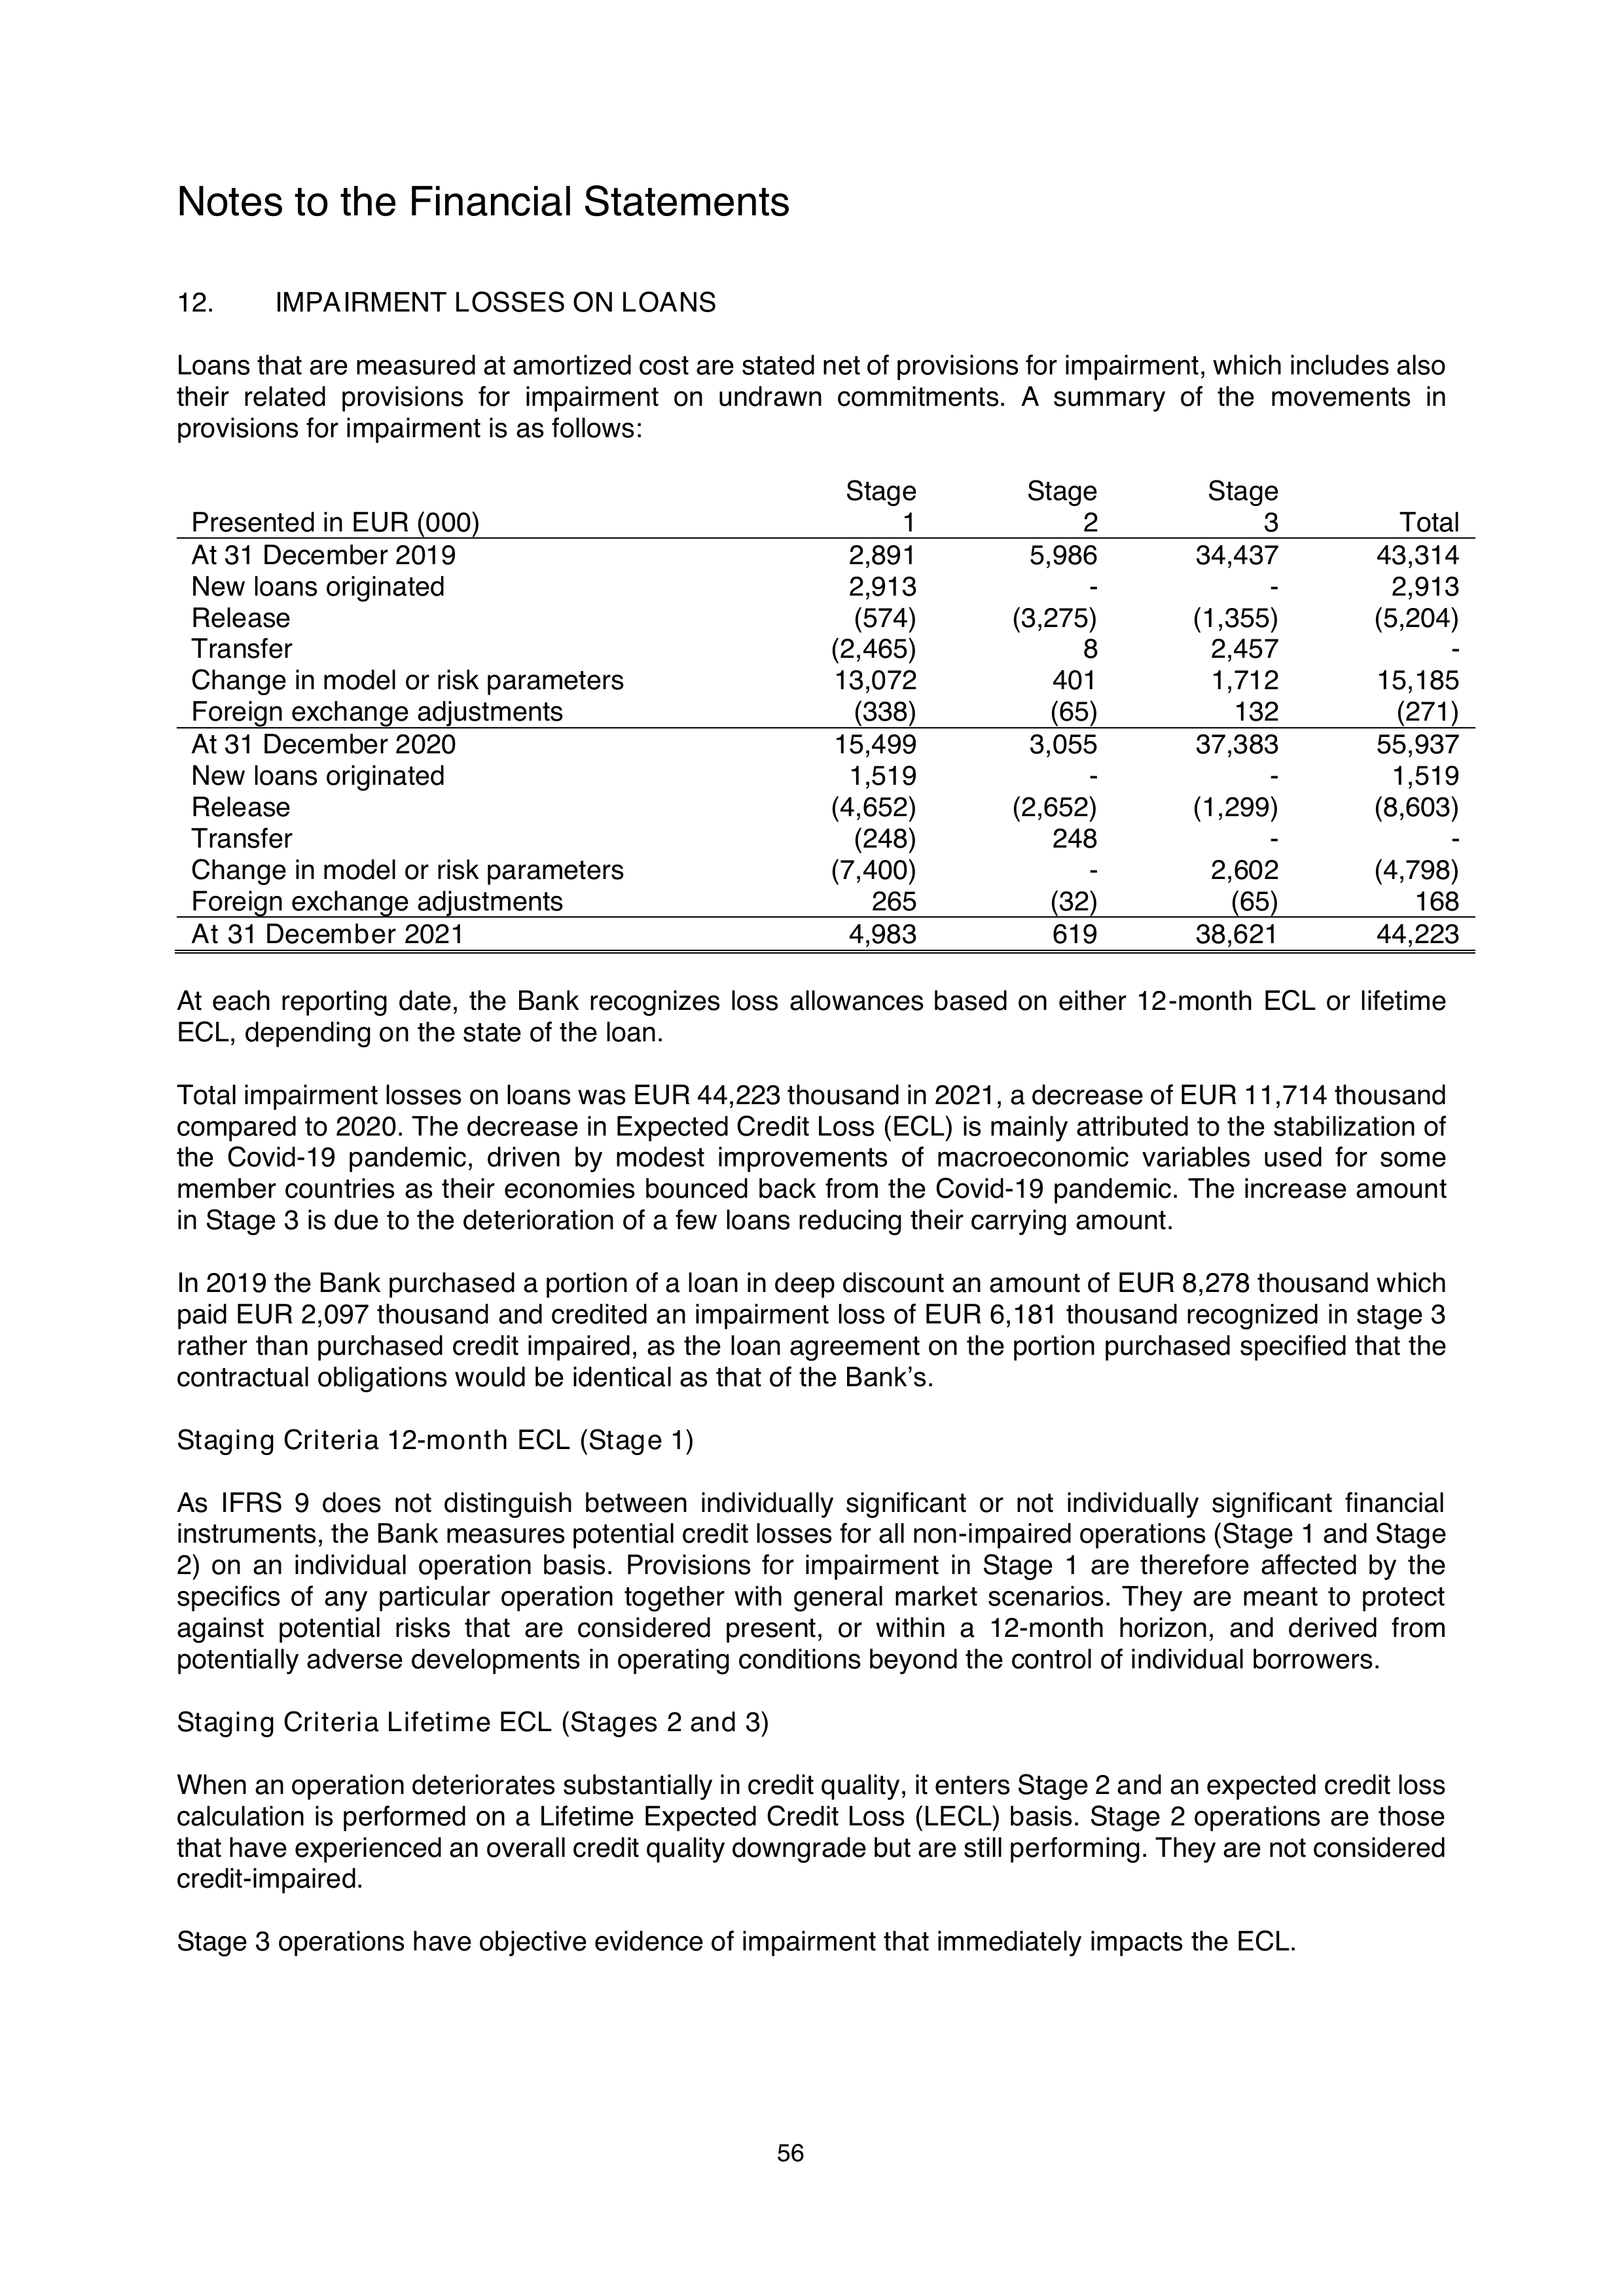 Notes to the Financial Statements
12. IMPAIRMENT LOSSES ON LOANS
Loans that are measured at amortized cost are stated net of provisions for impairment, which includes also
their related provisions for impairment on undrawn commitments. A summary of the movements in
provisions for impairment is as follows:
Stage Stage Stage
Presented in EUR (000) 1 2 3 Total
At 31 December 2019 2,891 5,986 34,437 43,314
New loans originated 2,913 - - 2,913
Release (574) (3,275) (1,355) (5,204)
Transfer (2,465) 8 2,457 -
Change in model or risk parameters 13,072 401 1,712 15,185
Foreign exchange adjustments (338) (65) 132 (271)
At 31 December 2020 15,499 3,055 37,383 55,937
New loans originated 1,519 - - 1,519
Release (4,652) (2,652) (1,299) (8,603)
Transfer (248) 248 - -
Change in model or risk parameters (7,400) - 2,602 (4,798)
Foreign exchange adjustments 265 (32) (65) 168
At 31 December 2021 4,983 619 38,621 44,223
At each reporting date, the Bank recognizes loss allowances based on either 12-month ECL or lifetime
ECL, depending on the state of the loan.
Total impairment losses on loans was EUR 44,223 thousand in 2021, a decrease of EUR 11,714 thousand
compared to 2020. The decrease in Expected Credit Loss (ECL) is mainly attributed to the stabilization of
the Covid-19 pandemic, driven by modest improvements of macroeconomic variables used for some
member countries as their economies bounced back from the Covid-19 pandemic. The increase amount
in Stage 3 is due to the deterioration of a few loans reducing their carrying amount.
In 2019 the Bank purchased a portion of a loan in deep discount an amount of EUR 8,278 thousand which
paid EUR 2,097 thousand and credited an impairment loss of EUR 6,181 thousand recognized in stage 3
rather than purchased credit impaired, as the loan agreement on the portion purchased specified that the
contractual obligations would be identical as that of the Bank's.
Staging Criteria 12-month ECL (Stage 1)
As IFRS 9 does not distinguish between individually significant or not individually significant financial
instruments, the Bank measures potential credit losses for all non-impaired operations (Stage 1 and Stage
2) on an individual operation basis. Provisions for impairment in Stage 1 are therefore affected by the
specifics of any particular operation together with general market scenarios. They are meant to protect
against potential risks that are considered present, or within a 12-month horizon, and derived from
potentially adverse developments in operating conditions beyond the control of individual borrowers.
Staging Criteria Lifetime ECL (Stages 2 and 3)
When an operation deteriorates substantially in credit quality, it enters Stage 2 and an expected credit loss
calculation is performed on a Lifetime Expected Credit Loss (LECL) basis. Stage 2 operations are those
that have experienced an overall credit quality downgrade but are still performing. They are not considered
credit-impaired.
Stage 3 operations have objective evidence of impairment that immediately impacts the ECL.
56